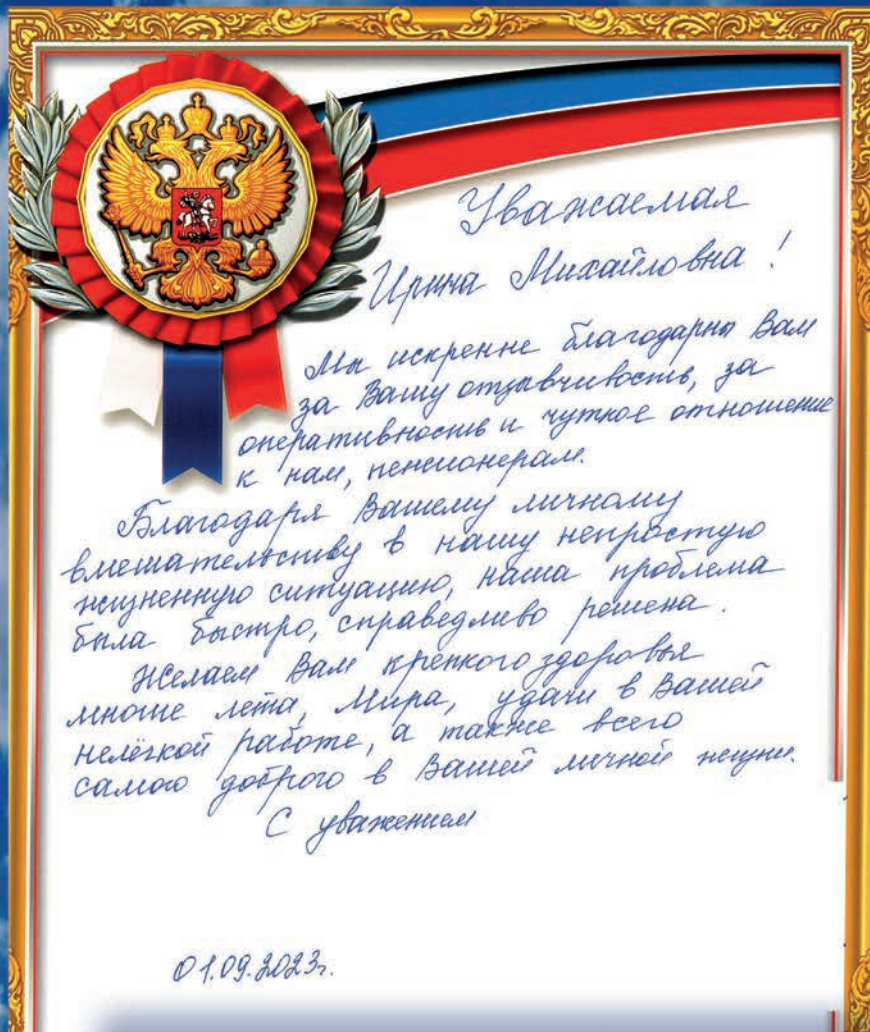 Уважаемая
Ирина Михайловна!
Мы искренне благодарны Вам
за Вашу отзывчивость, за
оперативность и чуткое отношение
к нам, пенсионерам.
Благодаря Вашему личному
вмешательству в нашу непростую
жизненную ситуацию, наша проблема
была быстро, справедливо решена.
Желаем Вам крепкого здоровья
многие лета, Мира, удачи в Вашей
нелёгкой работе, а также всего
самого доброго в Вашей личной жизни.
С уважением
01.09.2023г.